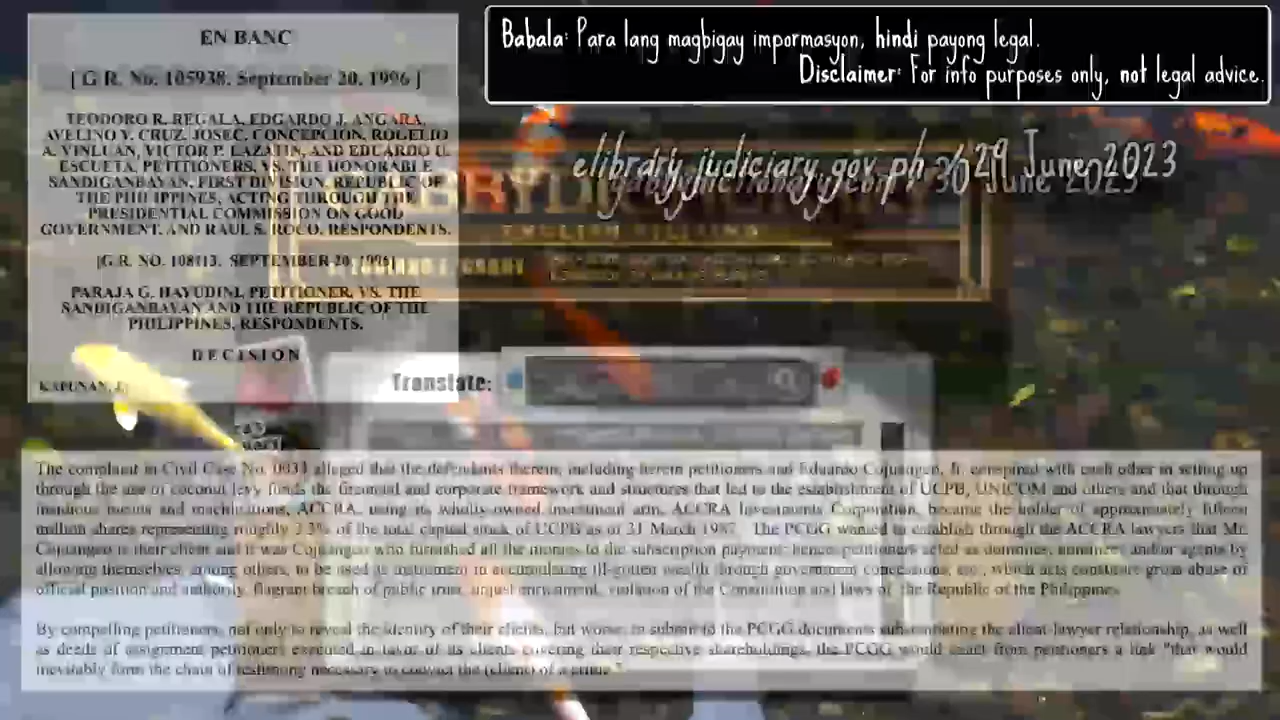 EN BANC
[ G.R. No. 105938. September 20, 1996 ]
TEODORO R. REGALA, EDGARDO J. ANGARA,
AVELINO V. CRUZ, JOSE C. CONCEPCION, ROGELIO
A. VINLUAN, VICTOR P. LAZATIN, AND EDUARDO U.
ESCUETA, PETITIONERS, VS. THE HONORABLE
SANDIGANBAYAN, FIRST DIVISION, REPUBLIC OF
THE PHILIPPINES, ACTING THROUGH THE
PRESIDENTIAL COMMISSION ON GOOD
GOVERNMENT, AND RAUL S. ROCO, RESPONDENTS.
[G.R. NO. 108113. SEPTEMBER 20, 1996]
PARAJA G. HAYUDINI, PETITIONER, VS. THE
SANDIGANBAYAN AND THE REPUBLIC OF THE
PHILIPPINES, RESPONDENTS.
D E C I S I O N
KAPUNAN, J.
Babala: Para lang magbigay impormasyon, hindi payong legal.
Disclaimer: For info purposes only, not legal advice.
elibrary.judiciary.gov.ph 29 June 2023
30 June 2023
Translate:
The complaint in Civil Case No. 0033 alleged that the defendants therein, including herein petitioners and Eduardo Cojuangco, Jr. conspired with each other in setting up
through the use of coconut levy funds the financial and corporate framework and structures that led to the establishment of UCPB, UNICOM and others and that through
insidious means and machinations, ACCRA, using its wholly-owned investment arm, ACCRA Investments Corporation, became the holder of approximately fifteen
million shares representing roughly 3.3% of the total capital stock of UCPB as of 31 March 1987. The PCGG wanted to establish through the ACCRA lawyers that Mr.
Cojuangco is their client and it was Cojuangco who furnished all the monies to the subscription payment; hence, petitioners acted as dummies, nominees and/or agents by
allowing themselves, among others, to be used as instrument in accumulating ill-gotten wealth through government concessions, etc., which acts constitute gross abuse of
official position and authority, flagrant breach of public trust, unjust enrichment, violation of the Constitution and laws of the Republic of the Philippines.
By compelling petitioners, not only to reveal the identity of their clients, but worse, to submit to the PCGG documents substantiating the client-lawyer relationship, as well
as deeds of assignment petitioners executed in favor of its clients covering their respective shareholdings, the PCGG would exact from petitioners a link "that would
inevitably form the chain of testimony necessary to convict the (client) of a crime."